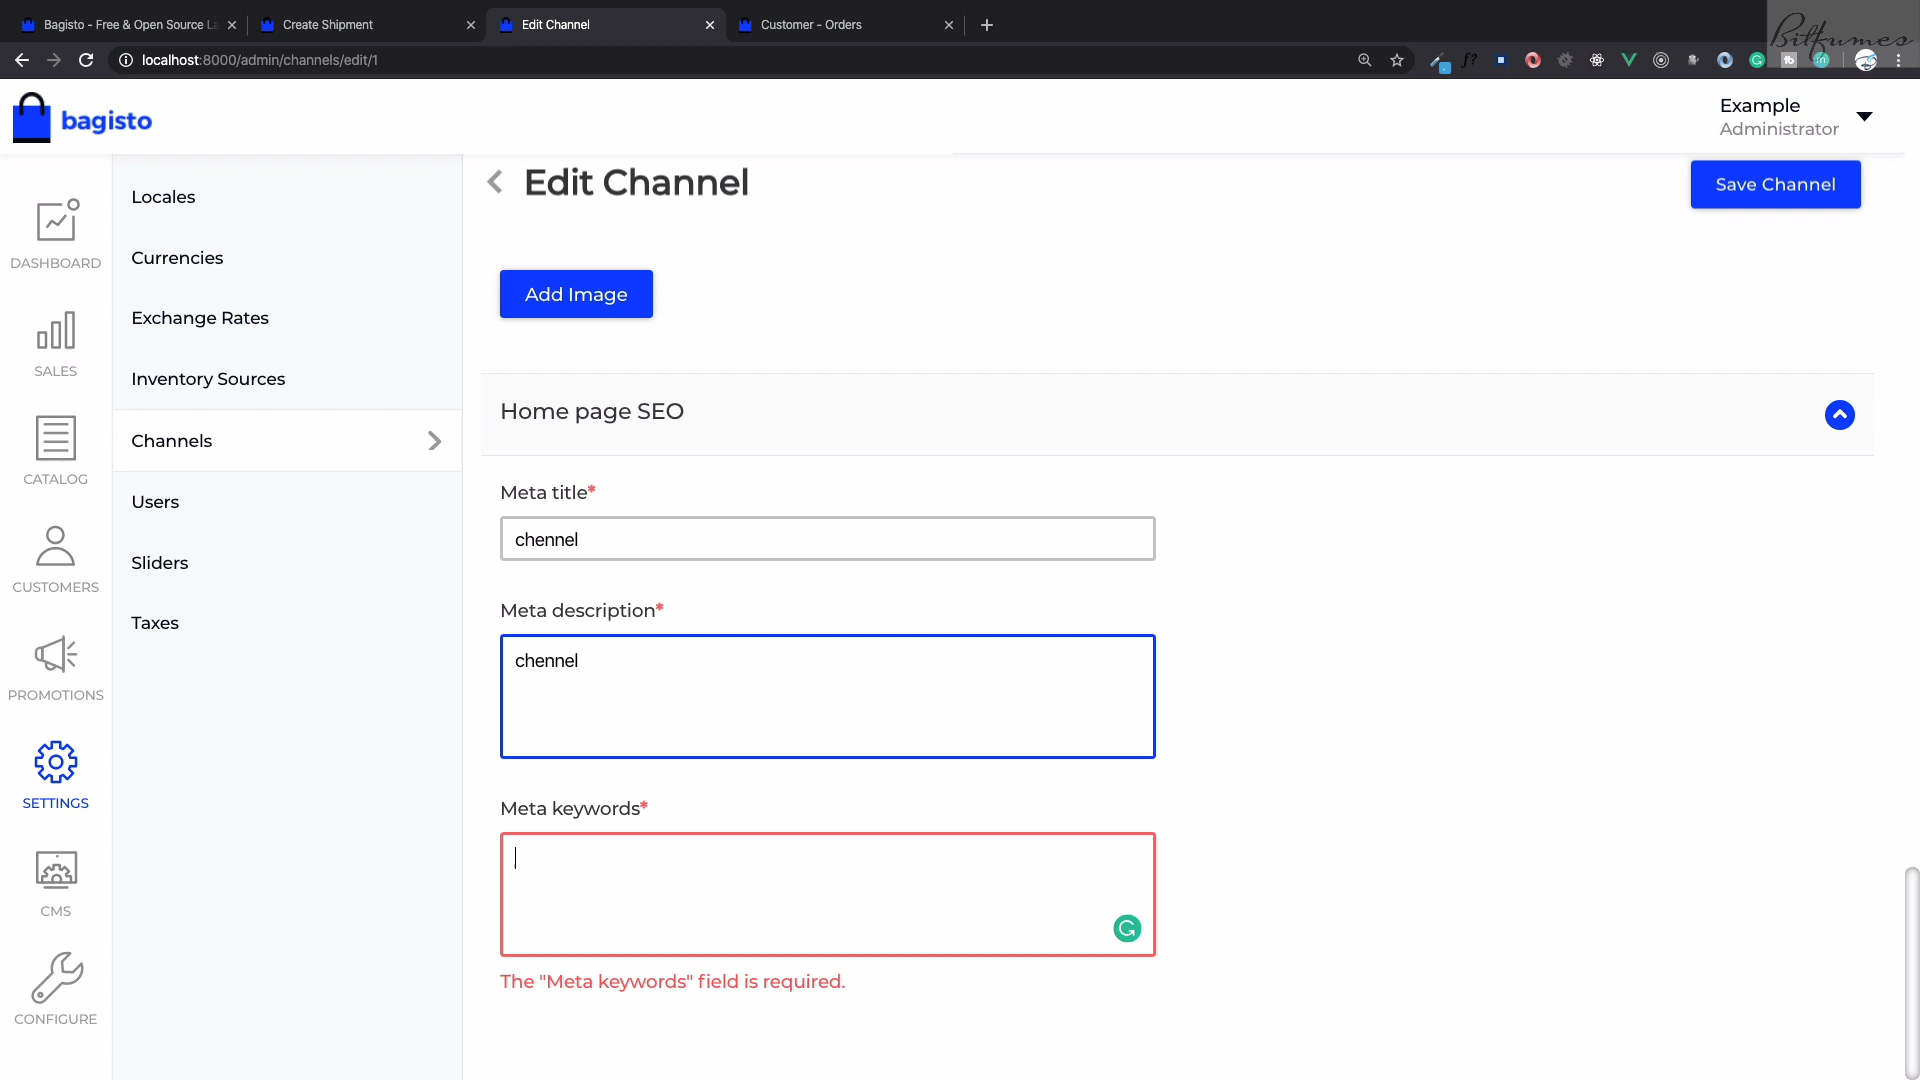 Bagisto - Free & Open Source La
Create Shipment
Edit Channel
Customer - Orders
Bitfumes
localhost:8000/admin/channels/edit/1
bagisto
Example
Administrator
Edit Channel
Save Channel
DASHBOARD
SALES
CATALOG
CUSTOMERS
PROMOTIONS
SETTINGS
CMS
CONFIGURE
Locales
Currencies
Exchange Rates
Inventory Sources
Channels
Users
Sliders
Taxes
Add Image
Home page SEO
Meta title*
chennel
Meta description*
chennel
Meta keywords*
The "Meta keywords" field is required.